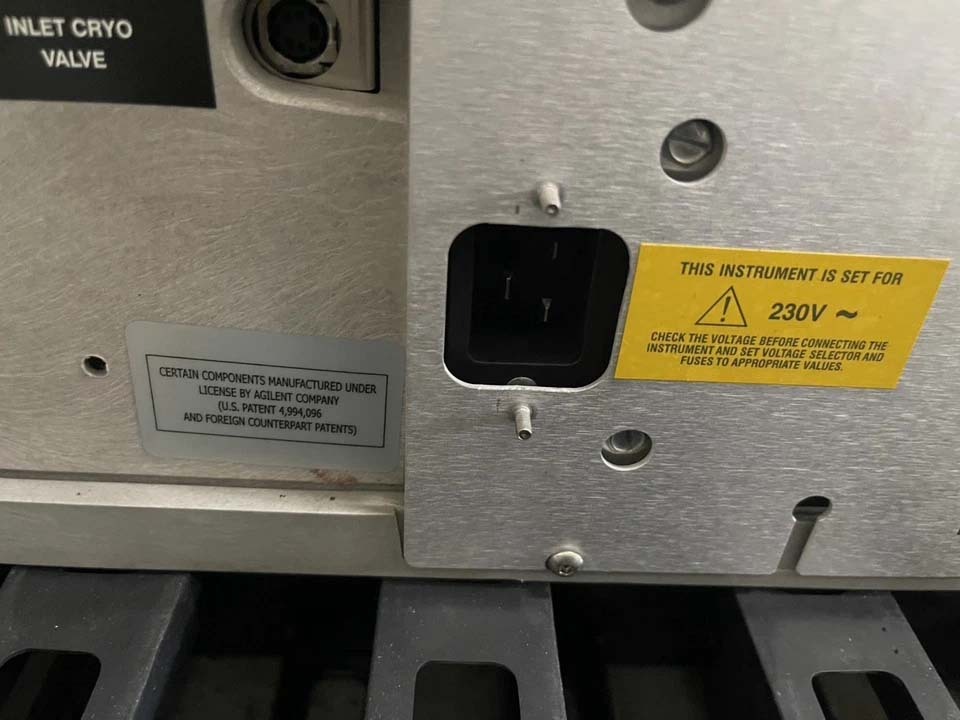 INLET CRYO
VALVE
THIS INSTRUMENT IS SET FOR
230V ~
CHECK THE VOLTAGE BEFORE CONNECTING THE
INSTRUMENT AND SET VOLTAGE SELECTOR AND
FUSES TO APPROPRIATE VALUES.
CERTAIN COMPONENTS MANUFACTURED UNDER
LICENSE BY AGILENT COMPANY
(U.S. PATENT 4,994,096
AND FOREIGN COUNTERPART PATENTS)